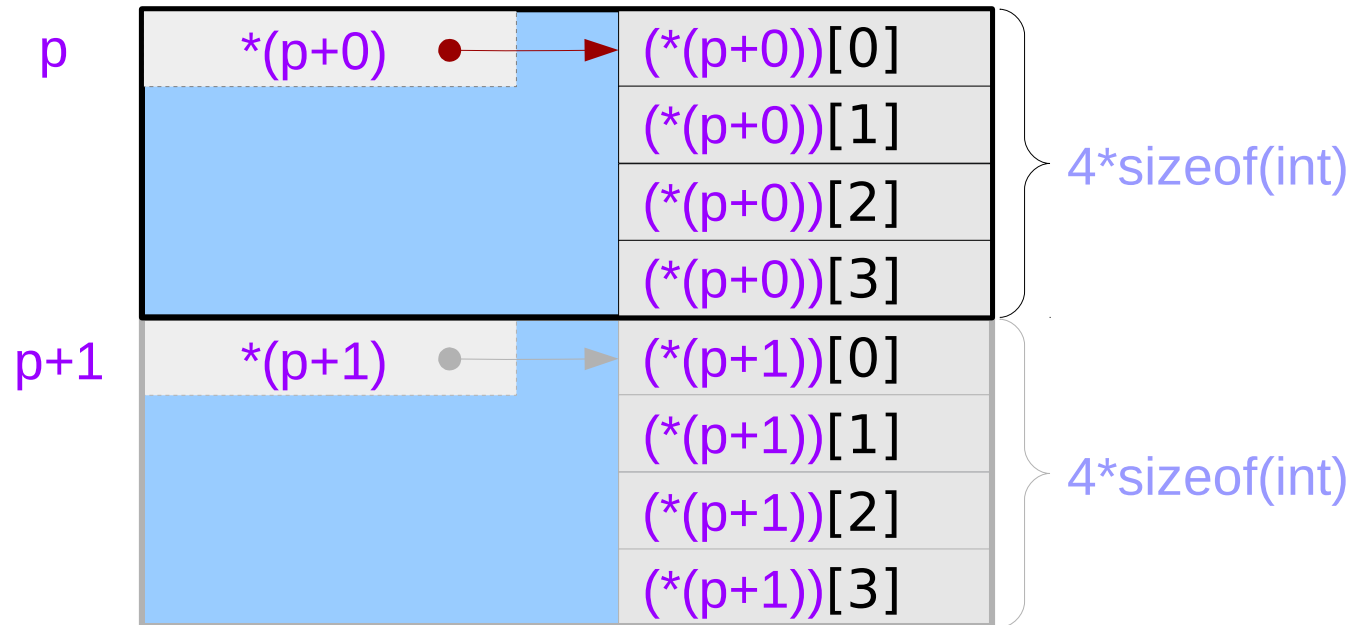 p *(p+0) (*(p+0))[0]
(*(p+0))[1]
4*sizeof(int)
(*(p+0))[2]
(*(p+0))[3]
p+1 *(p+1) (*(p+1))[0]
(*(p+1))[1]
4*sizeof(int)
(*(p+1))[2]
(*(p+1))[3]